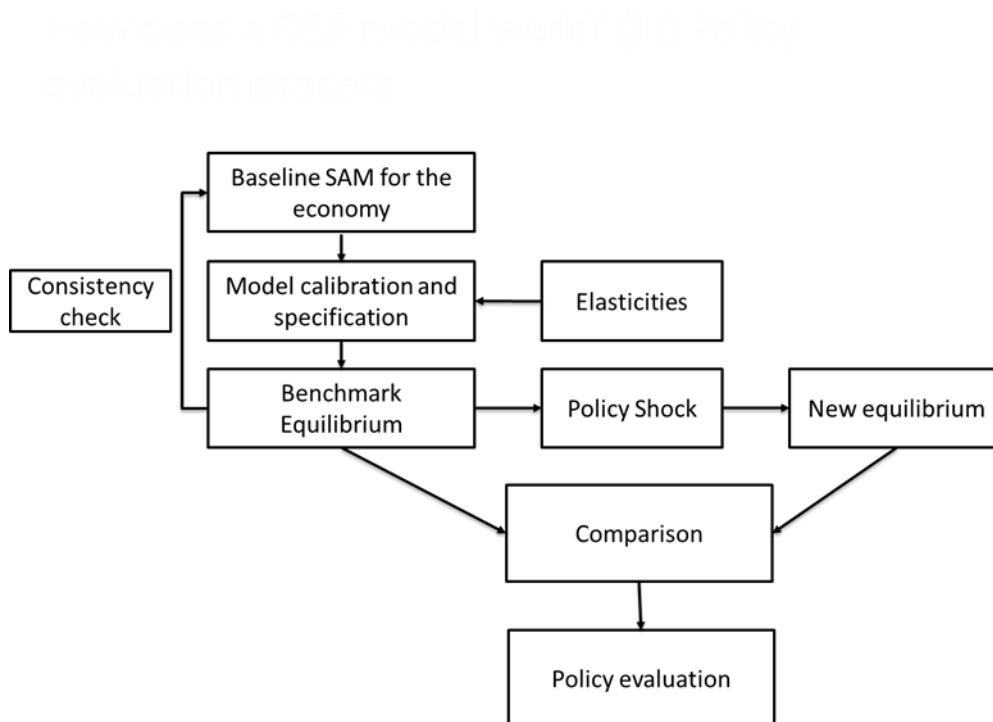 How does a CGE model work? (III) Policy
evaluation process
Baseline SAM for the
economy
Consistency
check
Model calibration and
specification
Elasticities
Benchmark
Equilibrium
Policy Shock
New equilibrium
Comparison
Policy evaluation